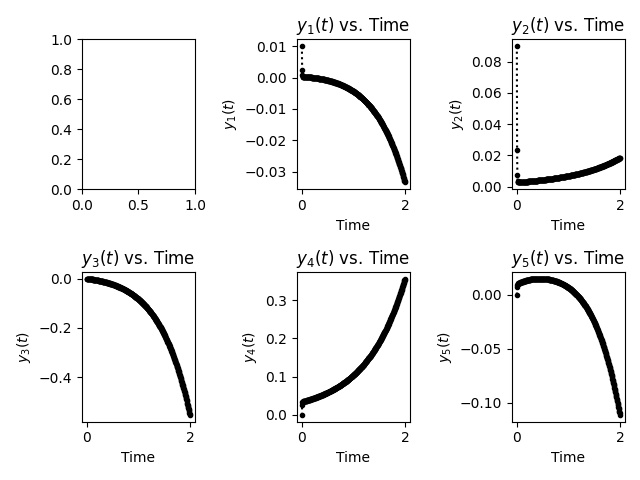 1.0
0.8
0.6
0.4
0.2
0.0
0.0 0.5 1.0
y₁(t) vs. Time
0.01
0.00
−0.01
−0.02
−0.03
y₁(t)
0 2
Time
y₂(t) vs. Time
0.08
0.06
0.04
0.02
0.00
y₂(t)
0 2
Time
y₃(t) vs. Time
0.0
−0.2
−0.4
y₃(t)
0 2
Time
y₄(t) vs. Time
0.3
0.2
0.1
0.0
y₄(t)
0 2
Time
y₅(t) vs. Time
0.00
−0.05
−0.10
y₅(t)
0 2
Time